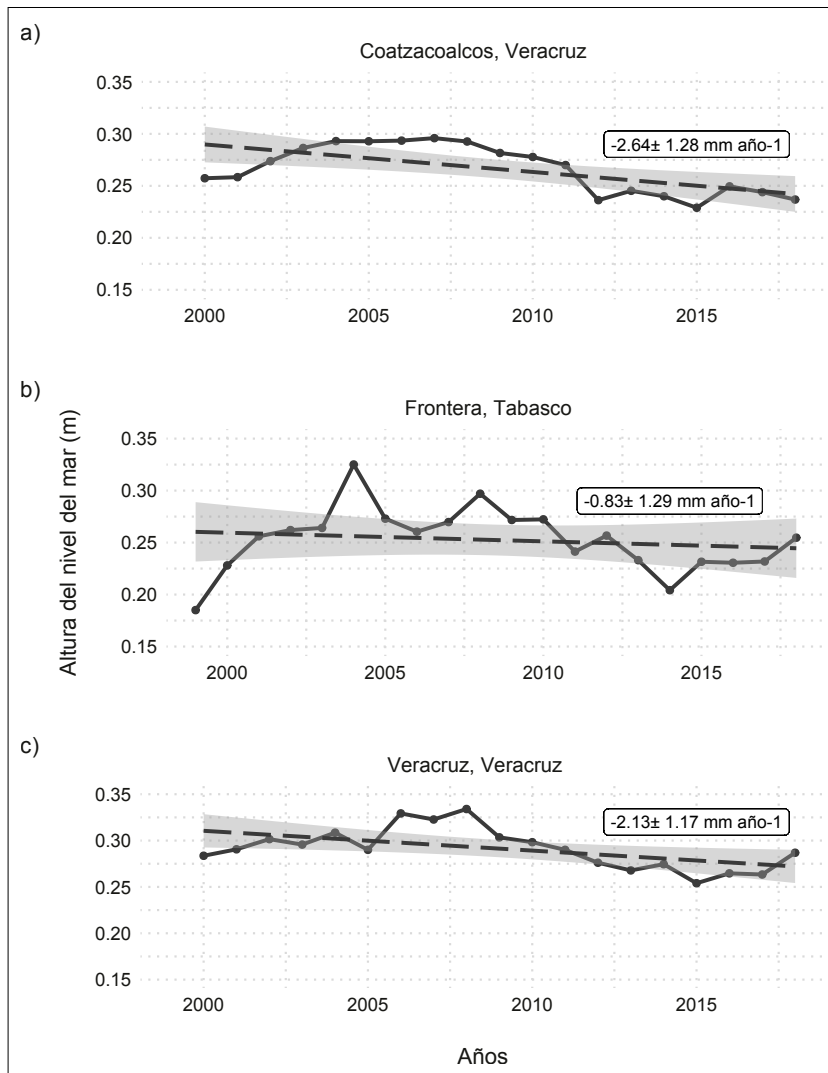 a)
Coatzacoalcos, Veracruz
0.35
0.30
-2.64± 1.28 mm año-1
0.25
0.20
0.15
2000 2005 2010 2015
b)
Frontera, Tabasco
Altura del nivel del mar (m)
0.35
0.30
-0.83± 1.29 mm año-1
0.25
0.20
0.15
2000 2005 2010 2015
c)
Veracruz, Veracruz
0.35
-2.13± 1.17 mm año-1
0.30
0.25
0.20
0.15
2000 2005 2010 2015
Años